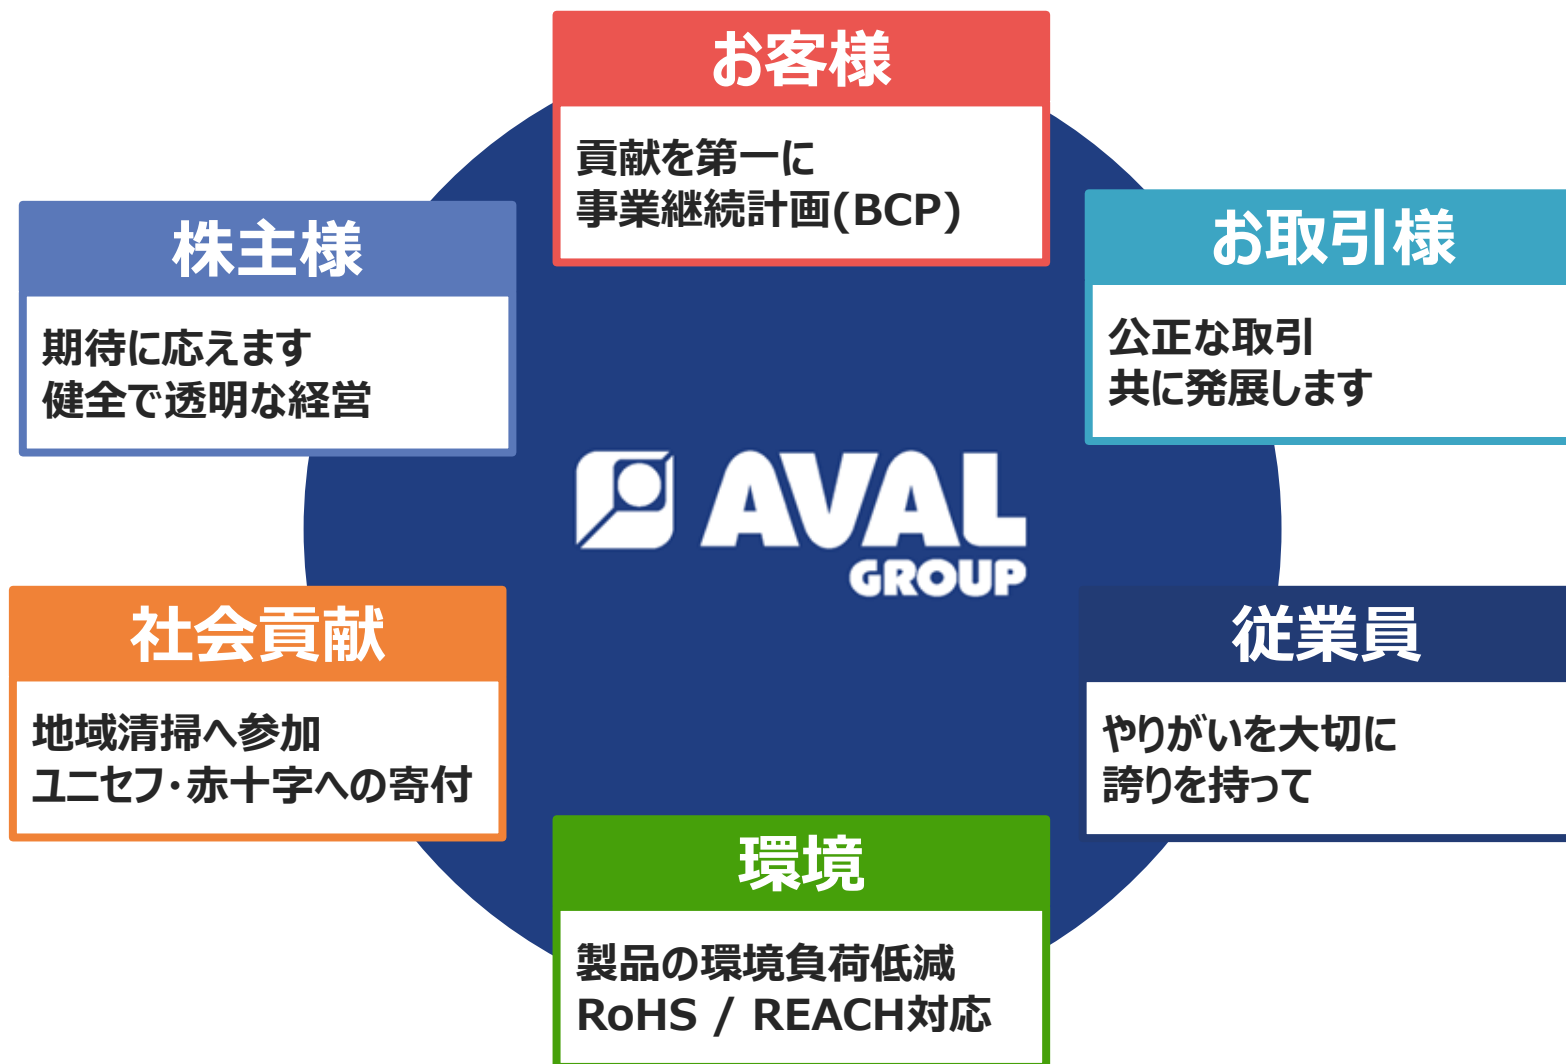 お客様
貢献を第一に
事業継続計画(BCP)
お取引様
公正な取引
共に発展します
従業員
やりがいを大切に
誇りを持って
環境
製品の環境負荷低減
RoHS / REACH対応
社会貢献
地域清掃へ参加
ユニセフ・赤十字への寄付
株主様
期待に応えます
健全で透明な経営
AVAL
GROUP